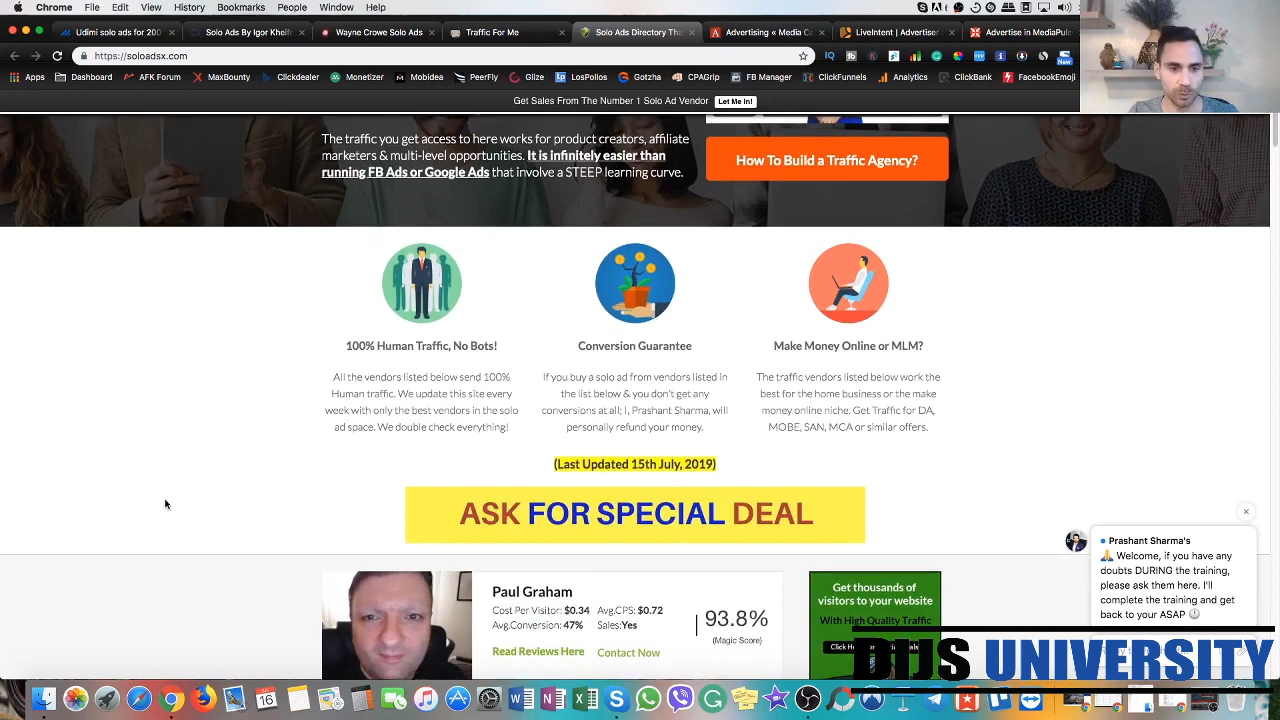 Chrome File Edit View History Bookmarks People Window Help
Udimi solo ads for 200
Solo Ads By Igor Kheife
Wayne Crowe Solo Ads
Traffic For Me
Solo Ads Directory Tha
Advertising « Media Ce
LiveIntent | Advertiser
Advertise in MediaPuls
https://soloadsx.com
Apps Dashboard AFK FORUM MaxBounty Clickdealer Monetizer Mobidea PeerFly Glize LosPollos Gotzha CPAGrip FB Manager ClickFunnels Analytics ClickBank FacebookEmoji
Get Sales From The Number 1 Solo Ad Vendor Let Me In!
The traffic you get access to here works for product creators, affiliate
marketers & multi-level opportunities. It is infinitely easier than
running FB Ads or Google Ads that involve a STEEP learning curve.
How To Build a Traffic Agency?
100% Human Traffic, No Bots!
All the vendors listed below send 100%
Human traffic. We update this site every
week with only the best vendors in the solo
ad space. We double check everything!
Conversion Guarantee
If you buy a solo ad from vendors listed in
the list below & you don't get any
conversions at all; I, Prashant Sharma, will
personally refund your money.
Make Money Online or MLM?
The traffic vendors listed below work the
best for the home business or the make
money online niche. Get Traffic for DA,
MOBE, SAN, MCA or similar offers.
(Last Updated 15th July, 2019)
ASK FOR SPECIAL DEAL
Paul Graham
Cost Per Visitor: $0.34 Avg.CPS: $0.72
Avg.Conversion: 47% Sales:Yes
93.8%
(Magic Score)
Read Reviews Here Contact Now
Get thousands of
visitors to your website
With High Quality Traffic
Prashant Sharma's
Welcome, if you have any
doubts DURING the training,
please ask them here. I'll
complete the training and get
back to your ASAP
UNIVERSITY